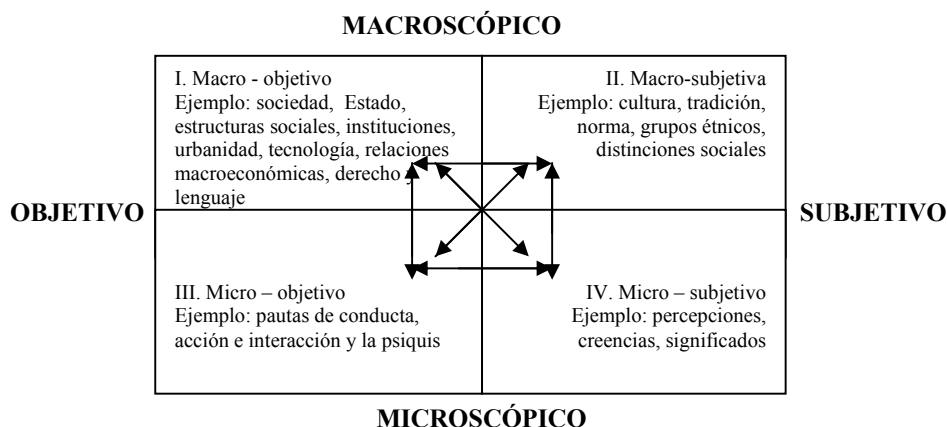 MACROSCÓPICO
I. Macro - objetivo
Ejemplo: sociedad, Estado,
estructuras sociales, instituciones,
urbanidad, tecnología, relaciones
macroeconómicas, derecho y
lenguaje
II. Macro-subjetiva
Ejemplo: cultura, tradición,
norma, grupos étnicos,
distinciones sociales
OBJETIVO
SUBJETIVO
III. Micro – objetivo
Ejemplo: pautas de conducta,
acción e interacción y la psiquis
IV. Micro – subjetivo
Ejemplo: percepciones,
creencias, significados
MICROSCÓPICO